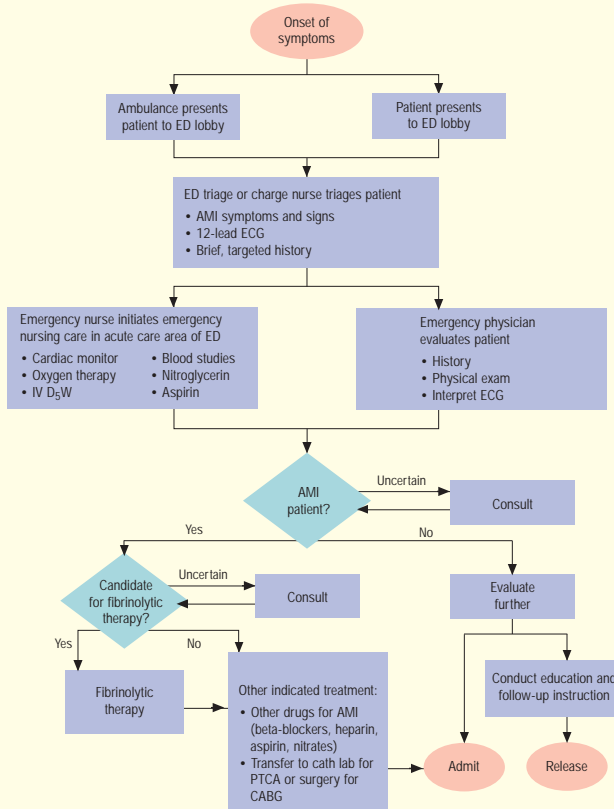 Onset of
symptoms
Ambulance presents
patient to ED lobby
Patient presents
to ED lobby
ED triage or charge nurse triages patient
• AMI symptoms and signs
• 12-lead ECG
• Brief, targeted history
Emergency nurse initiates emergency
nursing care in acute care area of ED
• Cardiac monitor
• Oxygen therapy
• IV D5W
• Blood studies
• Nitroglycerin
• Aspirin
Emergency physician
evaluates patient
• History
• Physical exam
• Interpret ECG
AMI
patient?
Uncertain
Consult
Yes
No
Candidate
for fibrinolytic
therapy?
Uncertain
Consult
Evaluate
further
Yes
No
Fibrinolytic
therapy
Other indicated treatment:
• Other drugs for AMI
(beta-blockers, heparin,
aspirin, nitrates)
• Transfer to cath lab for
PTCA or surgery for
CABG
Conduct education and
follow-up instruction
Admit
Release